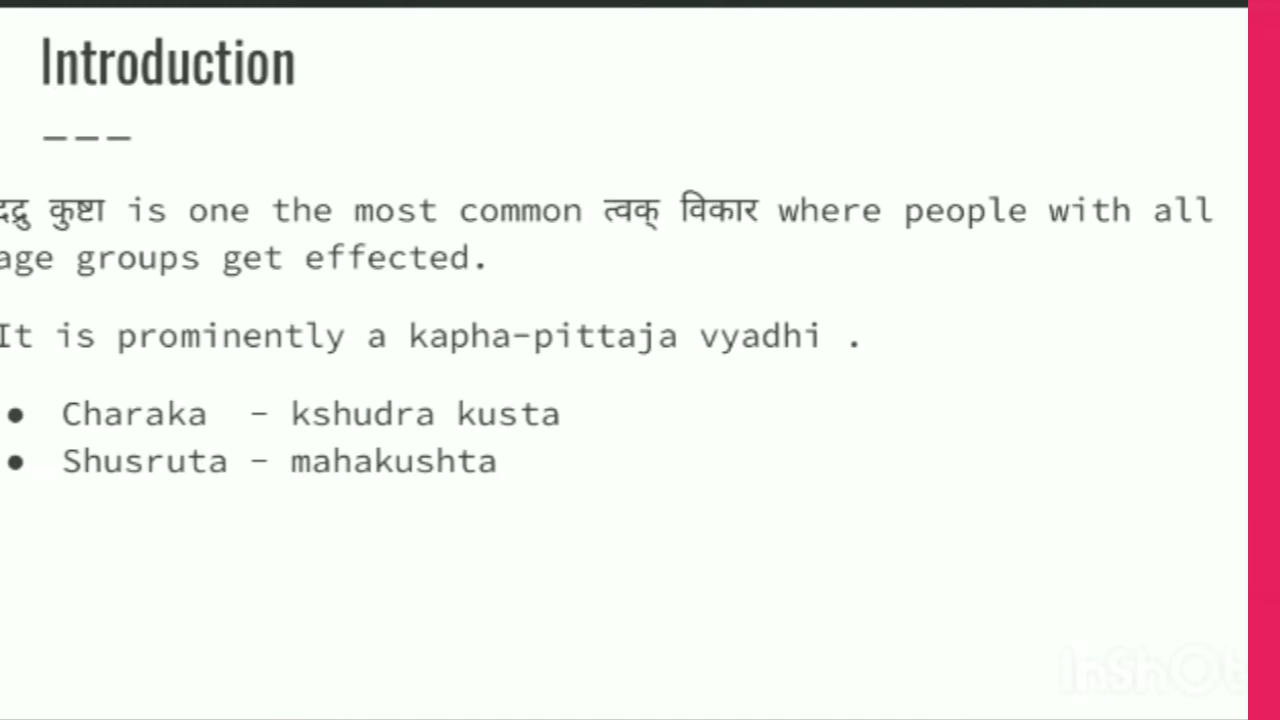 Introduction
---
दद्रु कुष्टा is one the most common त्वक् विकार where people with all
age groups get effected.
It is prominently a kapha-pittaja vyadhi .
● Charaka - kshudra kusta
● Shusruta - mahakushta
InShOt